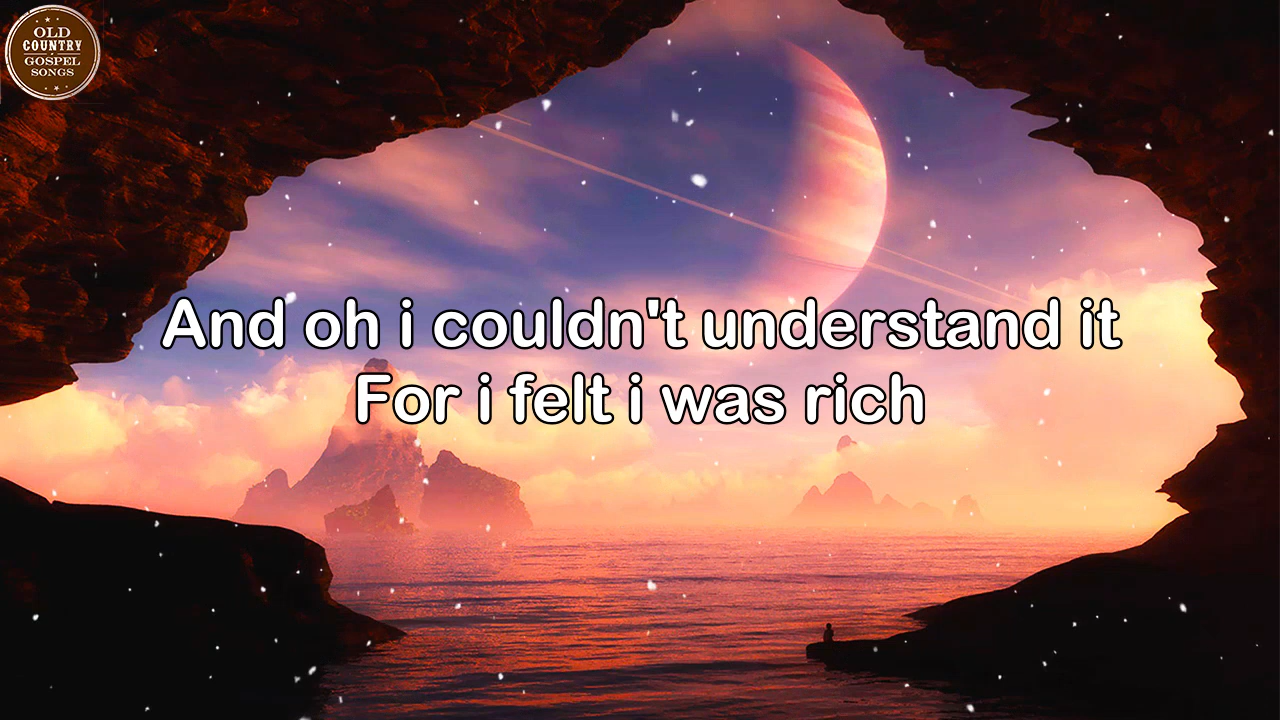 OLD
COUNTRY
GOSPEL
SONGS
And oh i couldn't understand it
For i felt i was rich